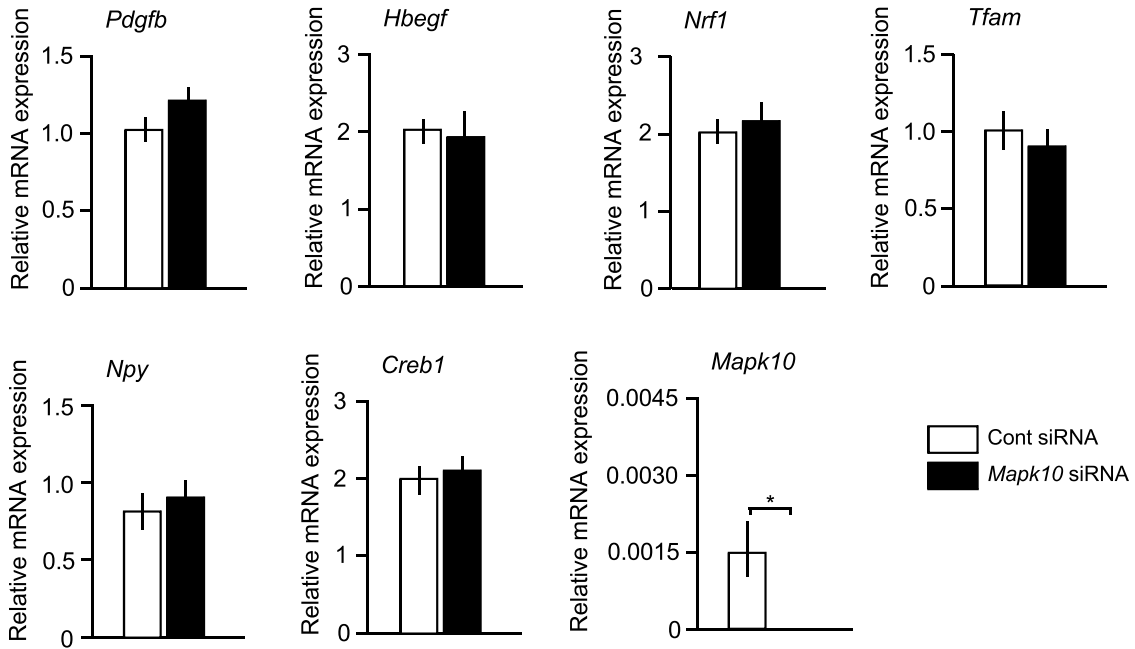 Pdgfb
Relative mRNA expression
1.5
1.0
0.5
0
Hbegf
Relative mRNA expression
3
2
1
0
Nrf1
Relative mRNA expression
3
2
1
0
Tfam
Relative mRNA expression
1.5
1.0
0.5
0
Npy
Relative mRNA expression
1.5
1.0
0.5
0
Creb1
Relative mRNA expression
3
2
1
0
Mapk10
Relative mRNA expression
0.0045
0.0030
0.0015
0
*
Cont siRNA
Mapk10 siRNA